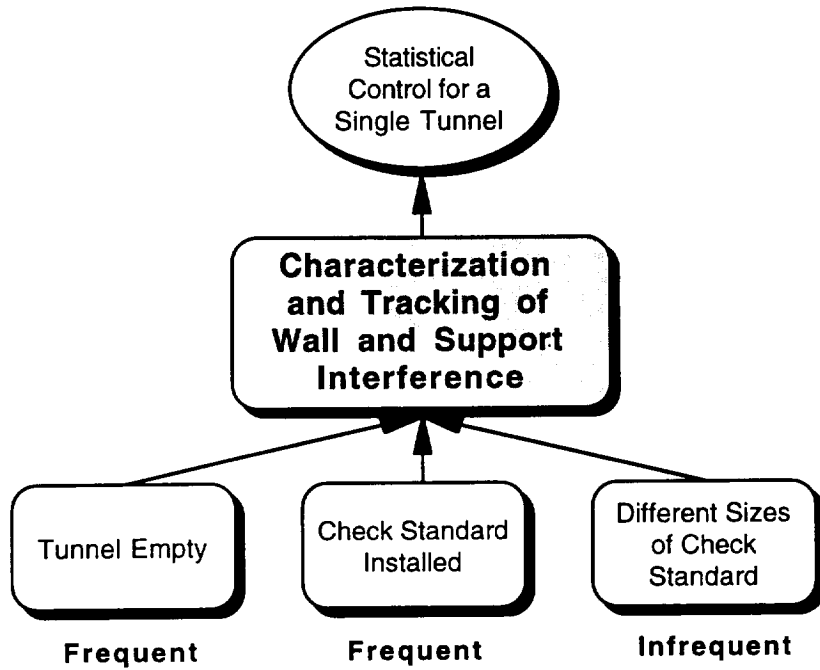 Statistical
Control for a
Single Tunnel
Characterization
and Tracking of
Wall and Support
Interference
Tunnel Empty
Check Standard
Installed
Different Sizes
of Check
Standard
Frequent
Frequent
Infrequent